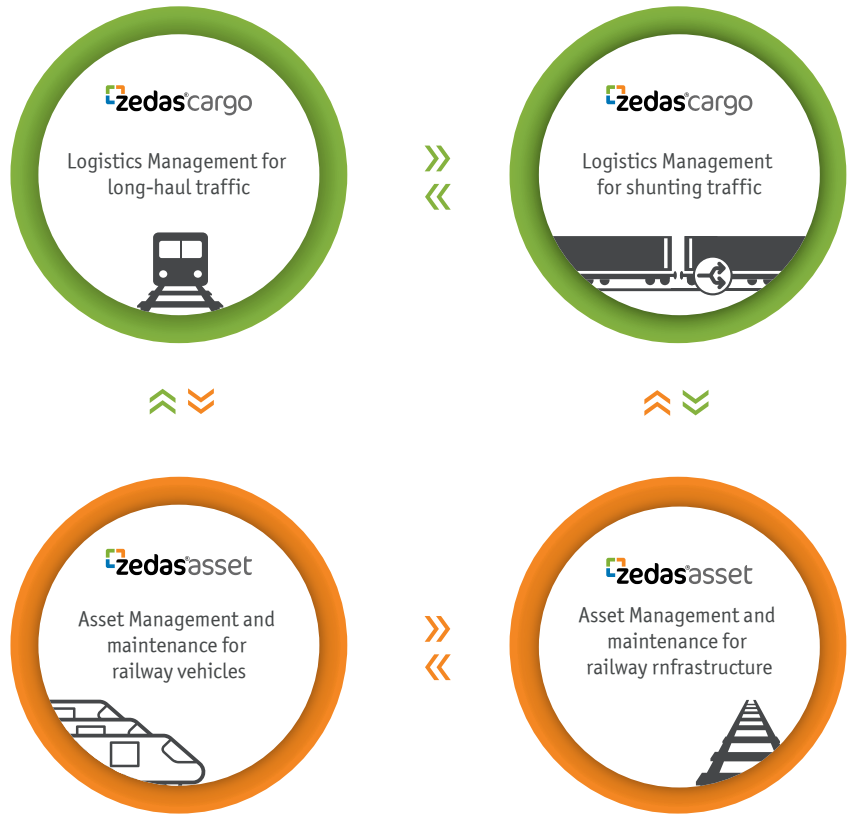 zedas®cargo
Logistics Management for
long-haul traffic
zedas®cargo
Logistics Management
for shunting traffic
zedas®asset
Asset Management and
maintenance for
railway vehicles
zedas®asset
Asset Management and
maintenance for
railway rnfrastructure